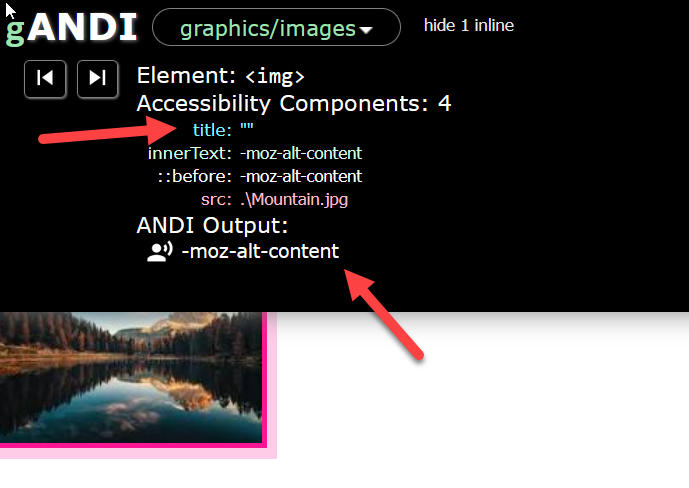 gANDI graphics/images hide 1 inline
Element: <img>
Accessibility Components: 4
title: ""
innerText: -moz-alt-content
::before: -moz-alt-content
src: .\Mountain.jpg
ANDI Output:
-moz-alt-content